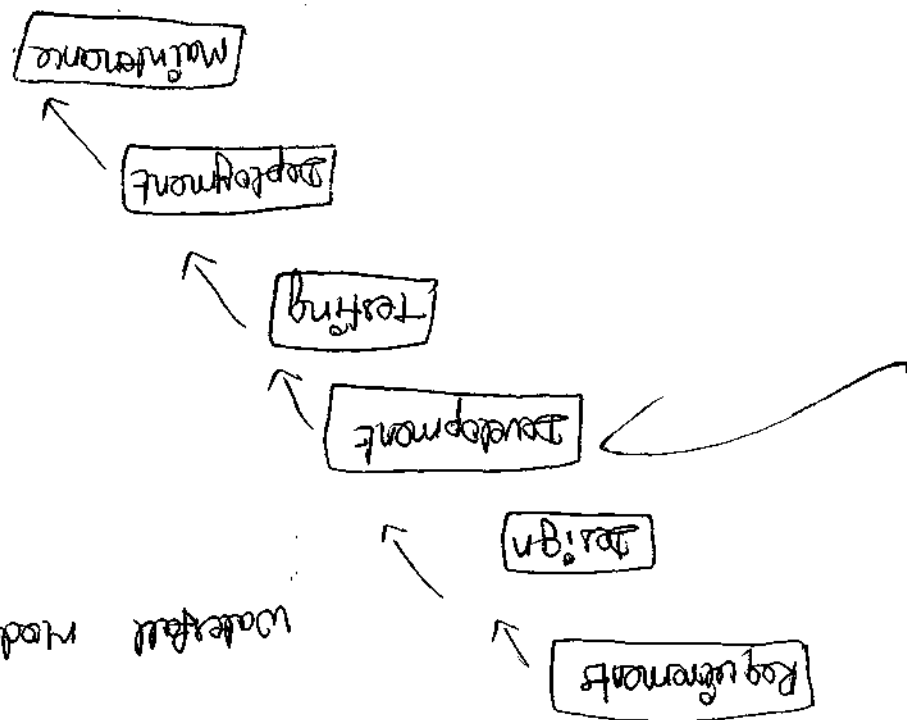 Requirements
Waterfall Mod
Design
Development
Testing
Deployment
Maintenance